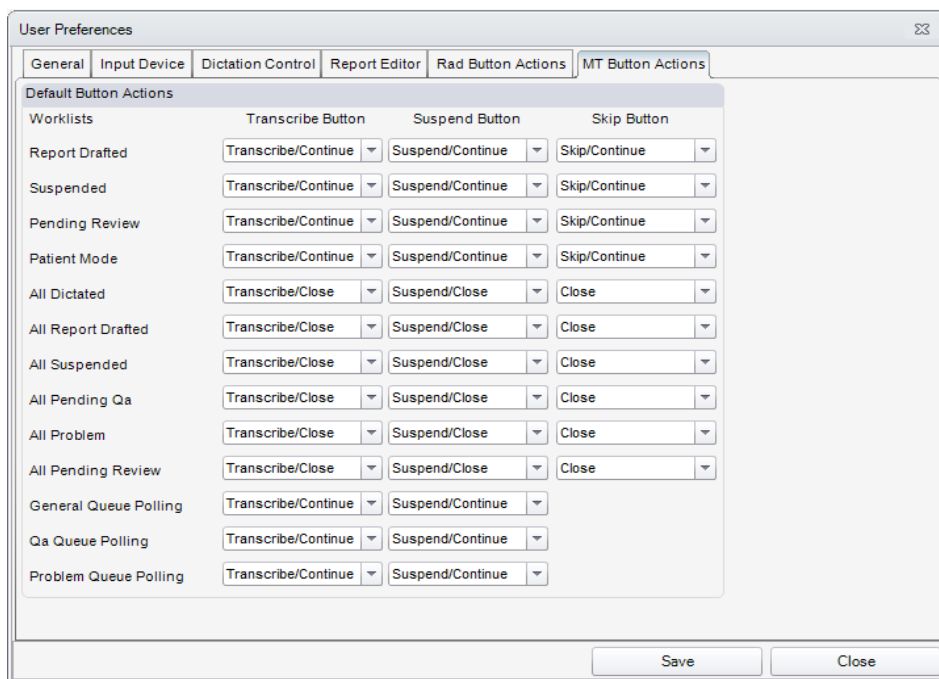 User Preferences
General Input Device Dictation Control Report Editor Rad Button Actions MT Button Actions
Default Button Actions
Worklists Transcribe Button Suspend Button Skip Button
Report Drafted Transcribe/Continue Suspend/Continue Skip/Continue
Suspended Transcribe/Continue Suspend/Continue Skip/Continue
Pending Review Transcribe/Continue Suspend/Continue Skip/Continue
Patient Mode Transcribe/Continue Suspend/Continue Skip/Continue
All Dictated Transcribe/Close Suspend/Close Close
All Report Drafted Transcribe/Close Suspend/Close Close
All Suspended Transcribe/Close Suspend/Close Close
All Pending Qa Transcribe/Close Suspend/Close Close
All Problem Transcribe/Close Suspend/Close Close
All Pending Review Transcribe/Close Suspend/Close Close
General Queue Polling Transcribe/Continue Suspend/Continue
Qa Queue Polling Transcribe/Continue Suspend/Continue
Problem Queue Polling Transcribe/Continue Suspend/Continue
Save Close